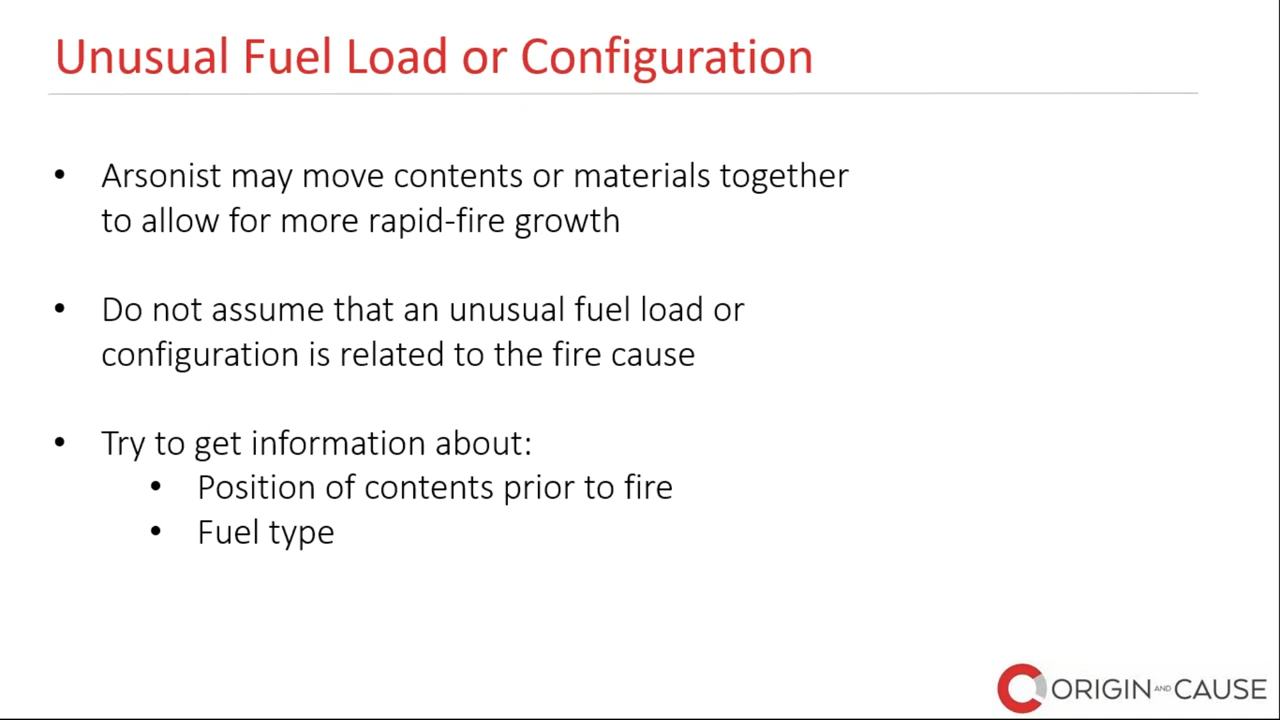 Unusual Fuel Load or Configuration
• Arsonist may move contents or materials together
to allow for more rapid-fire growth
• Do not assume that an unusual fuel load or
configuration is related to the fire cause
• Try to get information about:
• Position of contents prior to fire
• Fuel type
ORIGIN AND CAUSE